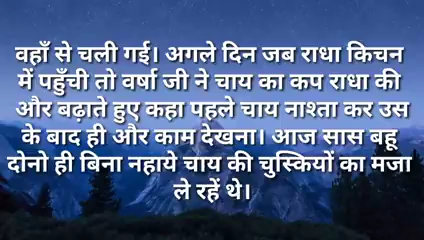 वहाँ से चली गई। अगले दिन जब राधा किचन
में पहुँची तो वर्षा जी ने चाय का कप राधा की
और बढ़ाते हुए कहा पहले चाय नाश्ता कर उस
के बाद ही और काम देखना। आज सास बहू
दोनो ही बिना नहाये चाय की चुस्कियों का मजा
ले रहें थे।